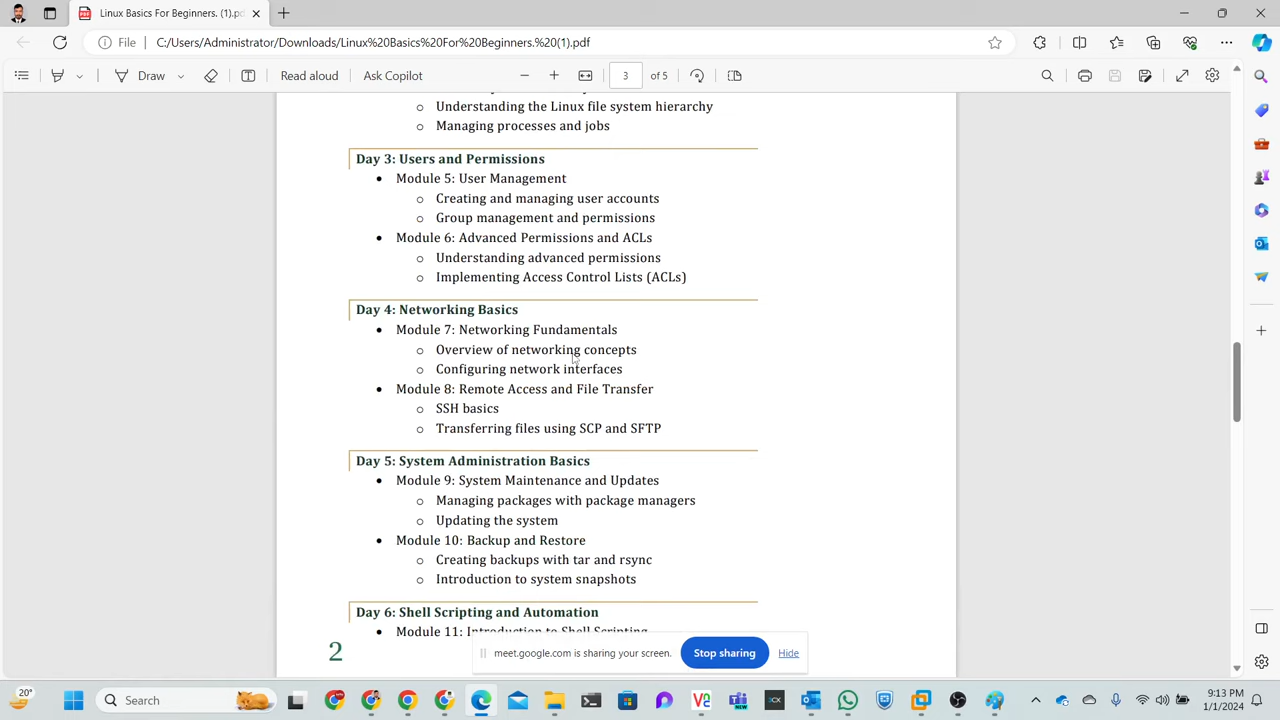 Linux Basics For Beginners. (1).pd
File C:/Users/Administrator/Downloads/Linux%20Basics%20For%20Beginners.%20(1).pdf
Draw Read aloud Ask Copilot 3 of 5
Understanding the Linux file system hierarchy
Managing processes and jobs
Day 3: Users and Permissions
Module 5: User Management
Creating and managing user accounts
Group management and permissions
Module 6: Advanced Permissions and ACLs
Understanding advanced permissions
Implementing Access Control Lists (ACLs)
Day 4: Networking Basics
Module 7: Networking Fundamentals
Overview of networking concepts
Configuring network interfaces
Module 8: Remote Access and File Transfer
SSH basics
Transferring files using SCP and SFTP
Day 5: System Administration Basics
Module 9: System Maintenance and Updates
Managing packages with package managers
Updating the system
Module 10: Backup and Restore
Creating backups with tar and rsync
Introduction to system snapshots
Day 6: Shell Scripting and Automation
Module 11: Introduction to Shell Scripting
2
meet.google.com is sharing your screen. Stop sharing Hide
20°
Search
9:13 PM
1/1/2024